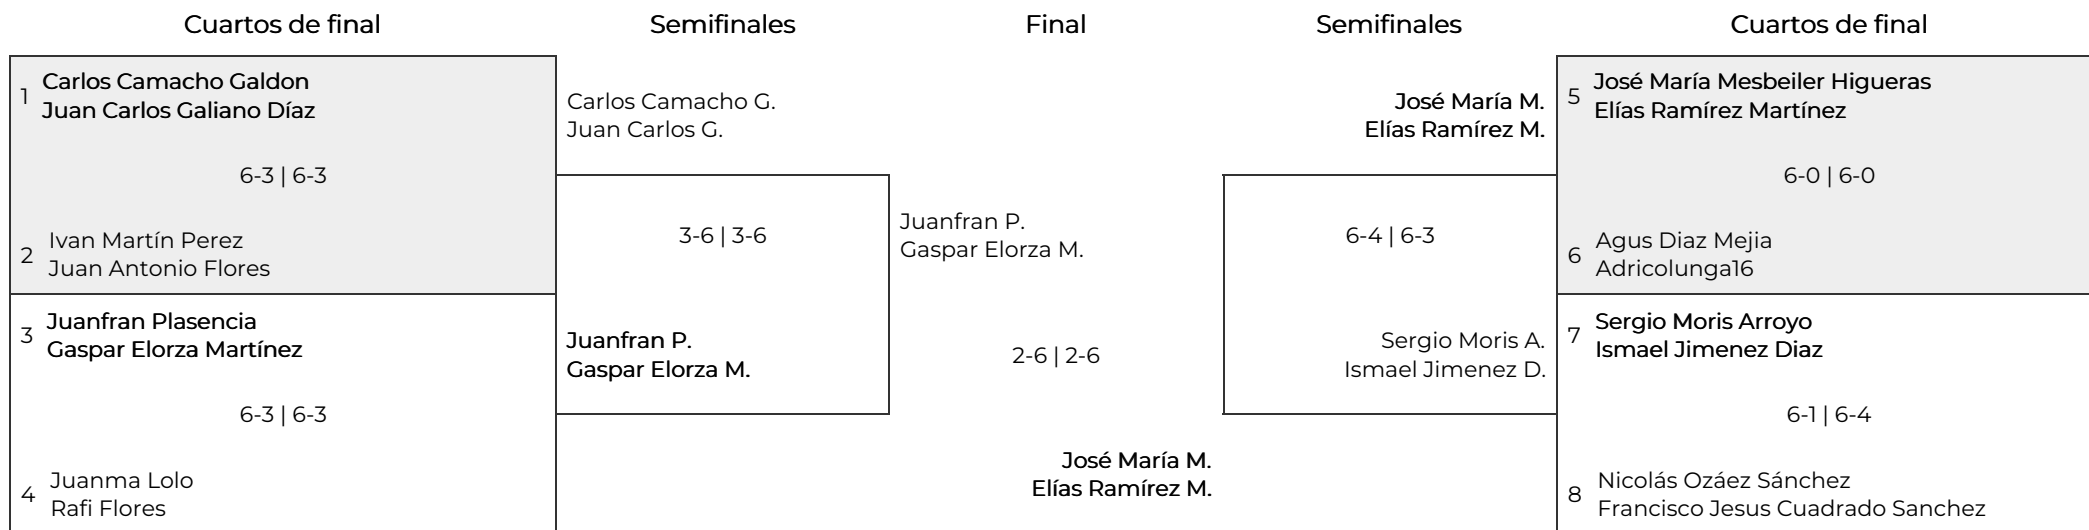 Cuartos de final
Semifinales
Final
Semifinales
Cuartos de final
1
Carlos Camacho Galdon
Juan Carlos Galiano Díaz
6-3 | 6-3
2
Ivan Martín Perez
Juan Antonio Flores
3
Juanfran Plasencia
Gaspar Elorza Martínez
6-3 | 6-3
4
Juanma Lolo
Rafi Flores
Carlos Camacho G.
Juan Carlos G.
3-6 | 3-6
Juanfran P.
Gaspar Elorza M.
Juanfran P.
Gaspar Elorza M.
2-6 | 2-6
José María M.
Elías Ramírez M.
José María M.
Elías Ramírez M.
6-4 | 6-3
Sergio Moris A.
Ismael Jimenez D.
5
José María Mesbeiler Higueras
Elías Ramírez Martínez
6-0 | 6-0
6
Agus Diaz Mejia
Adricolunga16
7
Sergio Moris Arroyo
Ismael Jimenez Diaz
6-1 | 6-4
8
Nicolás Ozáez Sánchez
Francisco Jesus Cuadrado Sanchez